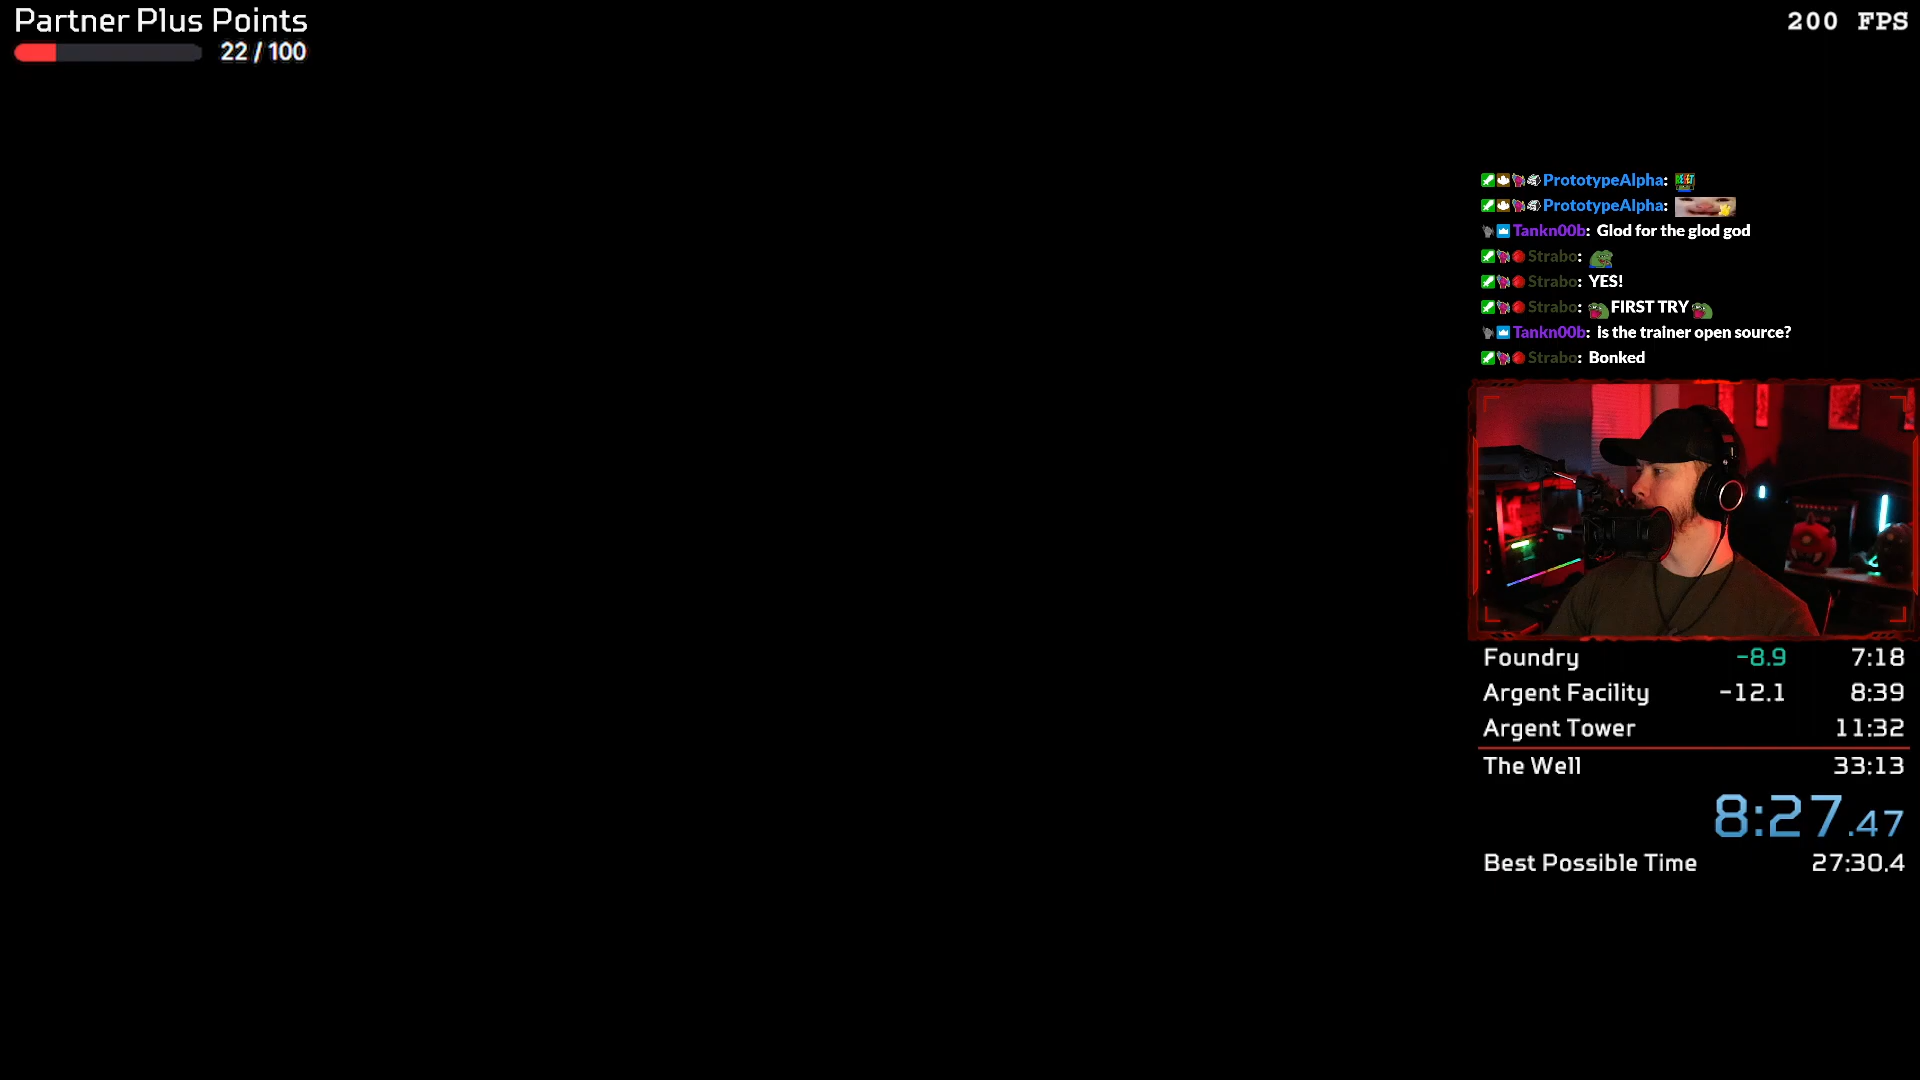 Partner Plus Points
22 / 100
200 FPS
PrototypeAlpha:
PrototypeAlpha:
Tankn00b: Glod for the glod god
Strabo:
Strabo: YES!
Strabo: FIRST TRY
Tankn00b: is the trainer open source?
Strabo: Bonked
Foundry -8.9 7:18
Argent Facility -12.1 8:39
Argent Tower 11:32
The Well 33:13
8:27.47
Best Possible Time 27:30.4